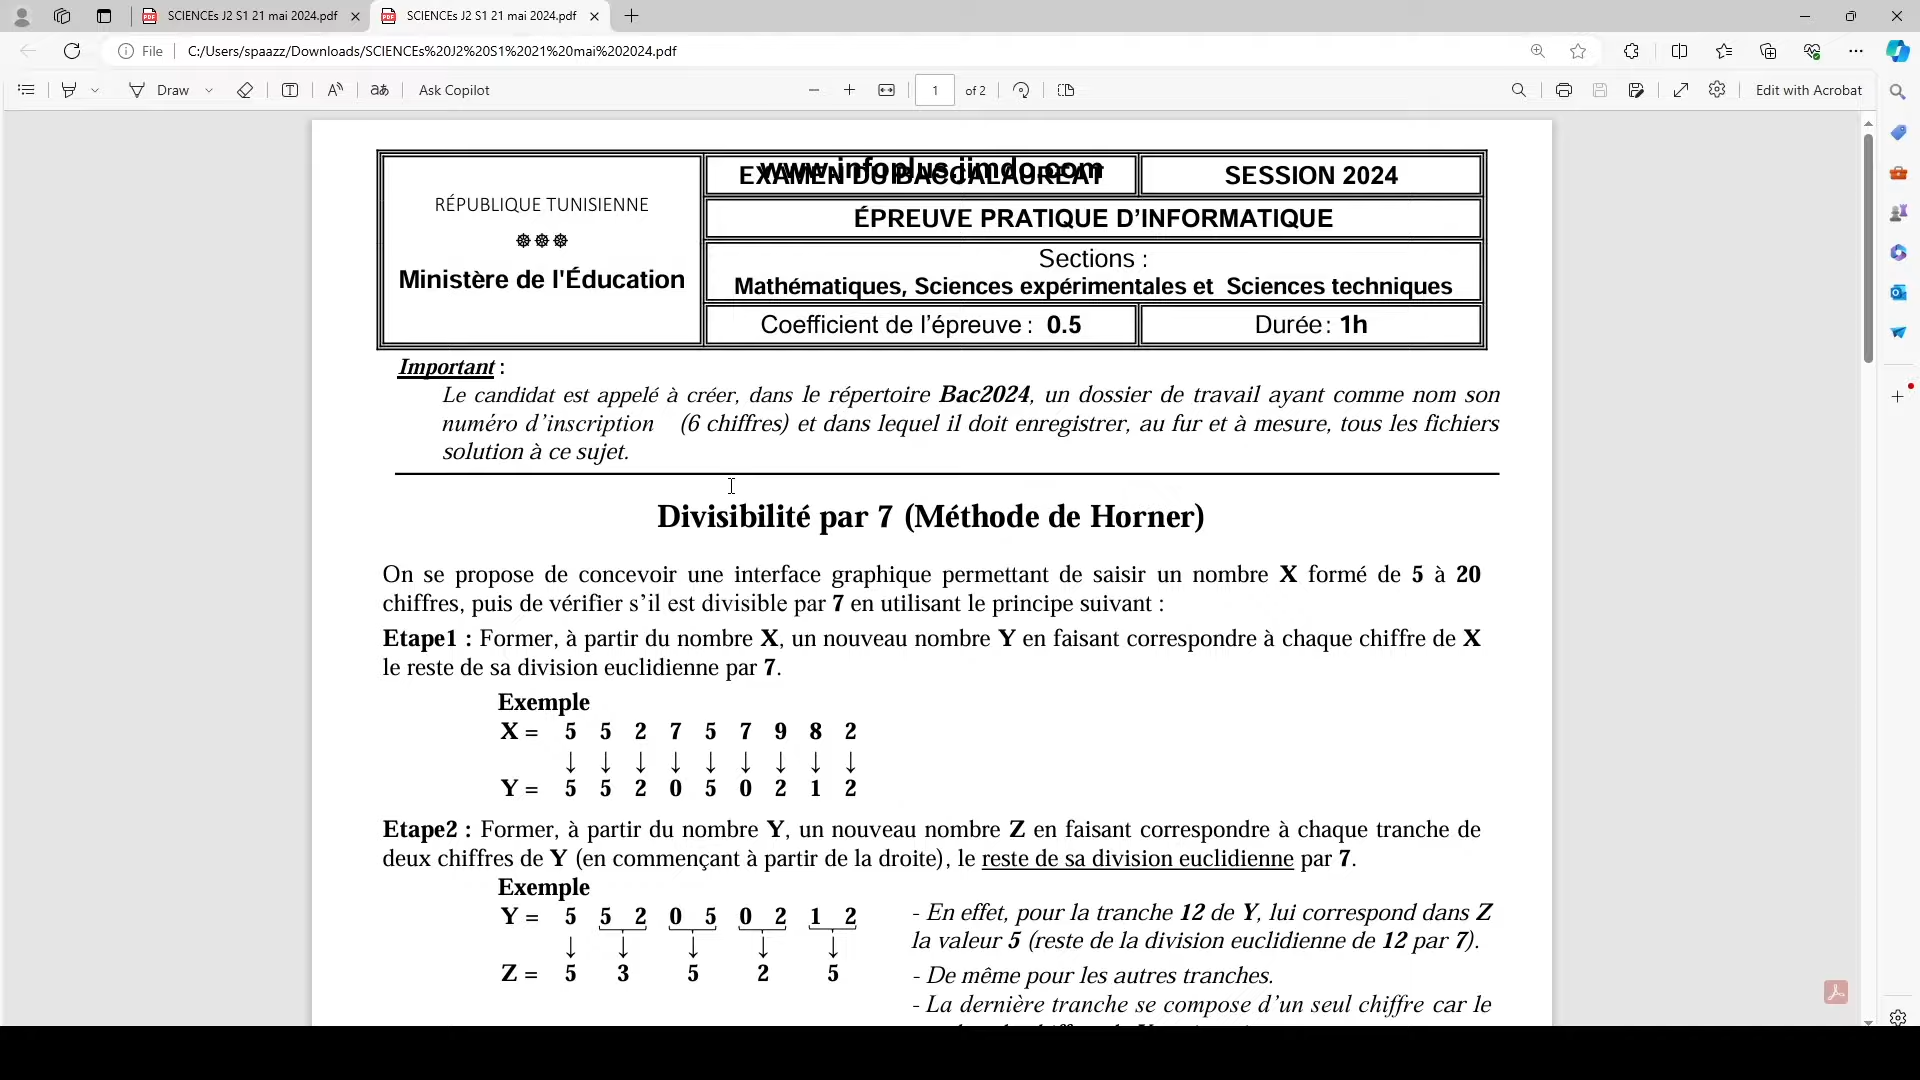 SCIENCEs J2 S1 21 mai 2024.pdf
SCIENCEs J2 S1 21 mai 2024.pdf
File
C:/Users/spaazz/Downloads/SCIENCEs%20J2%20S1%2021%20mai%202024.pdf
Draw
Ask Copilot
1
of 2
Edit with Acrobat
www.infoplus.jimdo.com
EXAMEN DU BACCALAURÉAT
SESSION 2024
RÉPUBLIQUE TUNISIENNE
ÉPREUVE PRATIQUE D’INFORMATIQUE
Ministère de l'Éducation
Sections :
Mathématiques, Sciences expérimentales et Sciences techniques
Coefficient de l’épreuve : 0.5
Durée : 1h
Important :
Le candidat est appelé à créer, dans le répertoire Bac2024, un dossier de travail ayant comme nom son
numéro d’inscription (6 chiffres) et dans lequel il doit enregistrer, au fur et à mesure, tous les fichiers
solution à ce sujet.
Divisibilité par 7 (Méthode de Horner)
On se propose de concevoir une interface graphique permettant de saisir un nombre X formé de 5 à 20
chiffres, puis de vérifier s’il est divisible par 7 en utilisant le principe suivant :
Etape1 : Former, à partir du nombre X, un nouveau nombre Y en faisant correspondre à chaque chiffre de X
le reste de sa division euclidienne par 7.
Exemple
X = 5 5 2 7 5 7 9 8 2
↓ ↓ ↓ ↓ ↓ ↓ ↓ ↓ ↓
Y = 5 5 2 0 5 0 2 1 2
Etape2 : Former, à partir du nombre Y, un nouveau nombre Z en faisant correspondre à chaque tranche de
deux chiffres de Y (en commençant à partir de la droite), le reste de sa division euclidienne par 7.
Exemple
Y = 5 5 2 0 5 0 2 1 2
↓ ↓ ↓ ↓ ↓
Z = 5 3 5 2 5
- En effet, pour la tranche 12 de Y, lui correspond dans Z
la valeur 5 (reste de la division euclidienne de 12 par 7).
- De même pour les autres tranches.
- La dernière tranche se compose d’un seul chiffre car le